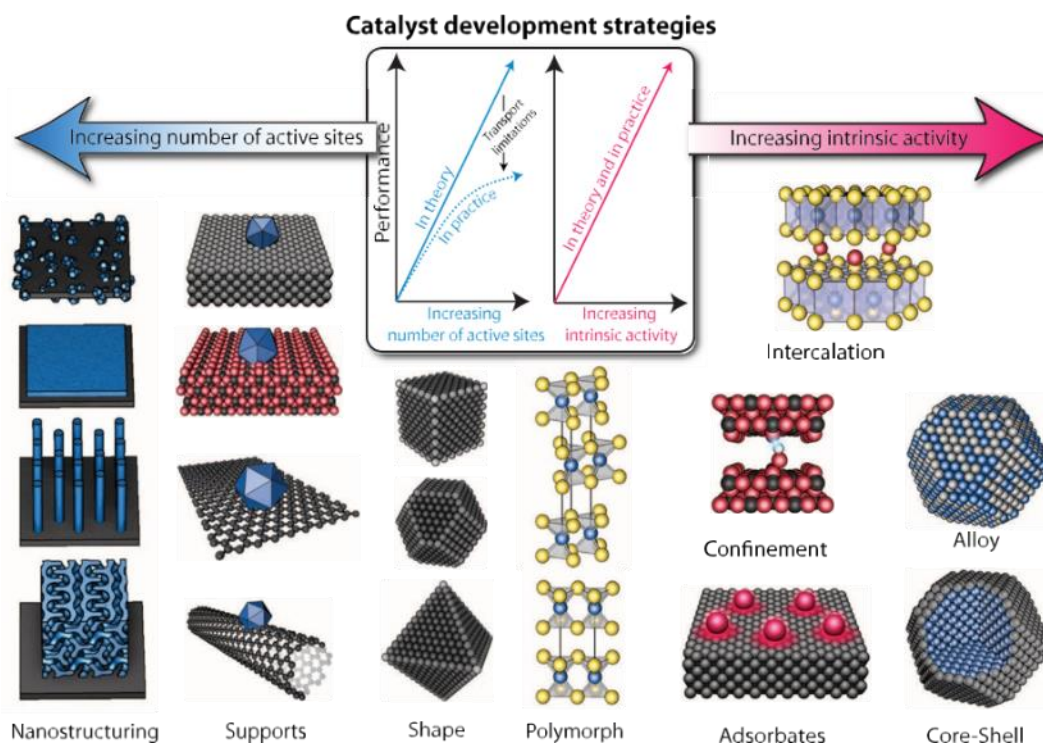 Catalyst development strategies
Increasing number of active sites
Performance
In theory
In practice
Transport
limitations
Increasing
number of active sites
In theory and in practice
Increasing
intrinsic activity
Increasing intrinsic activity
Intercalation
Confinement
Alloy
Nanostructuring
Supports
Shape
Polymorph
Adsorbates
Core-Shell